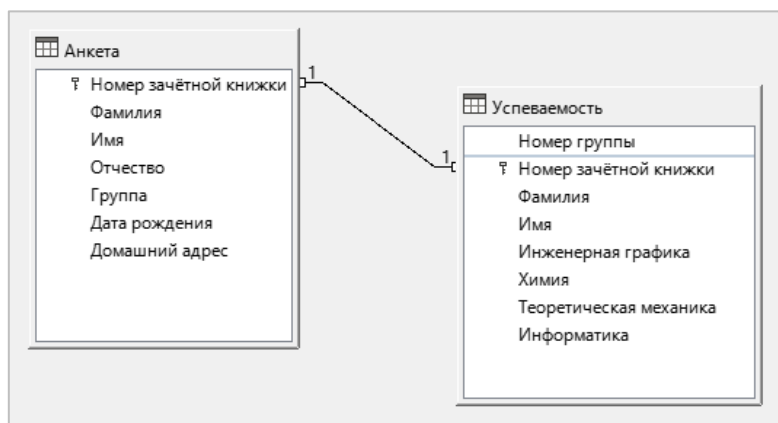 Анкета
Номер зачётной книжки
Фамилия
Имя
Отчество
Группа
Дата рождения
Домашний адрес
1
1
Успеваемость
Номер группы
Номер зачётной книжки
Фамилия
Имя
Инженерная графика
Химия
Теоретическая механика
Информатика